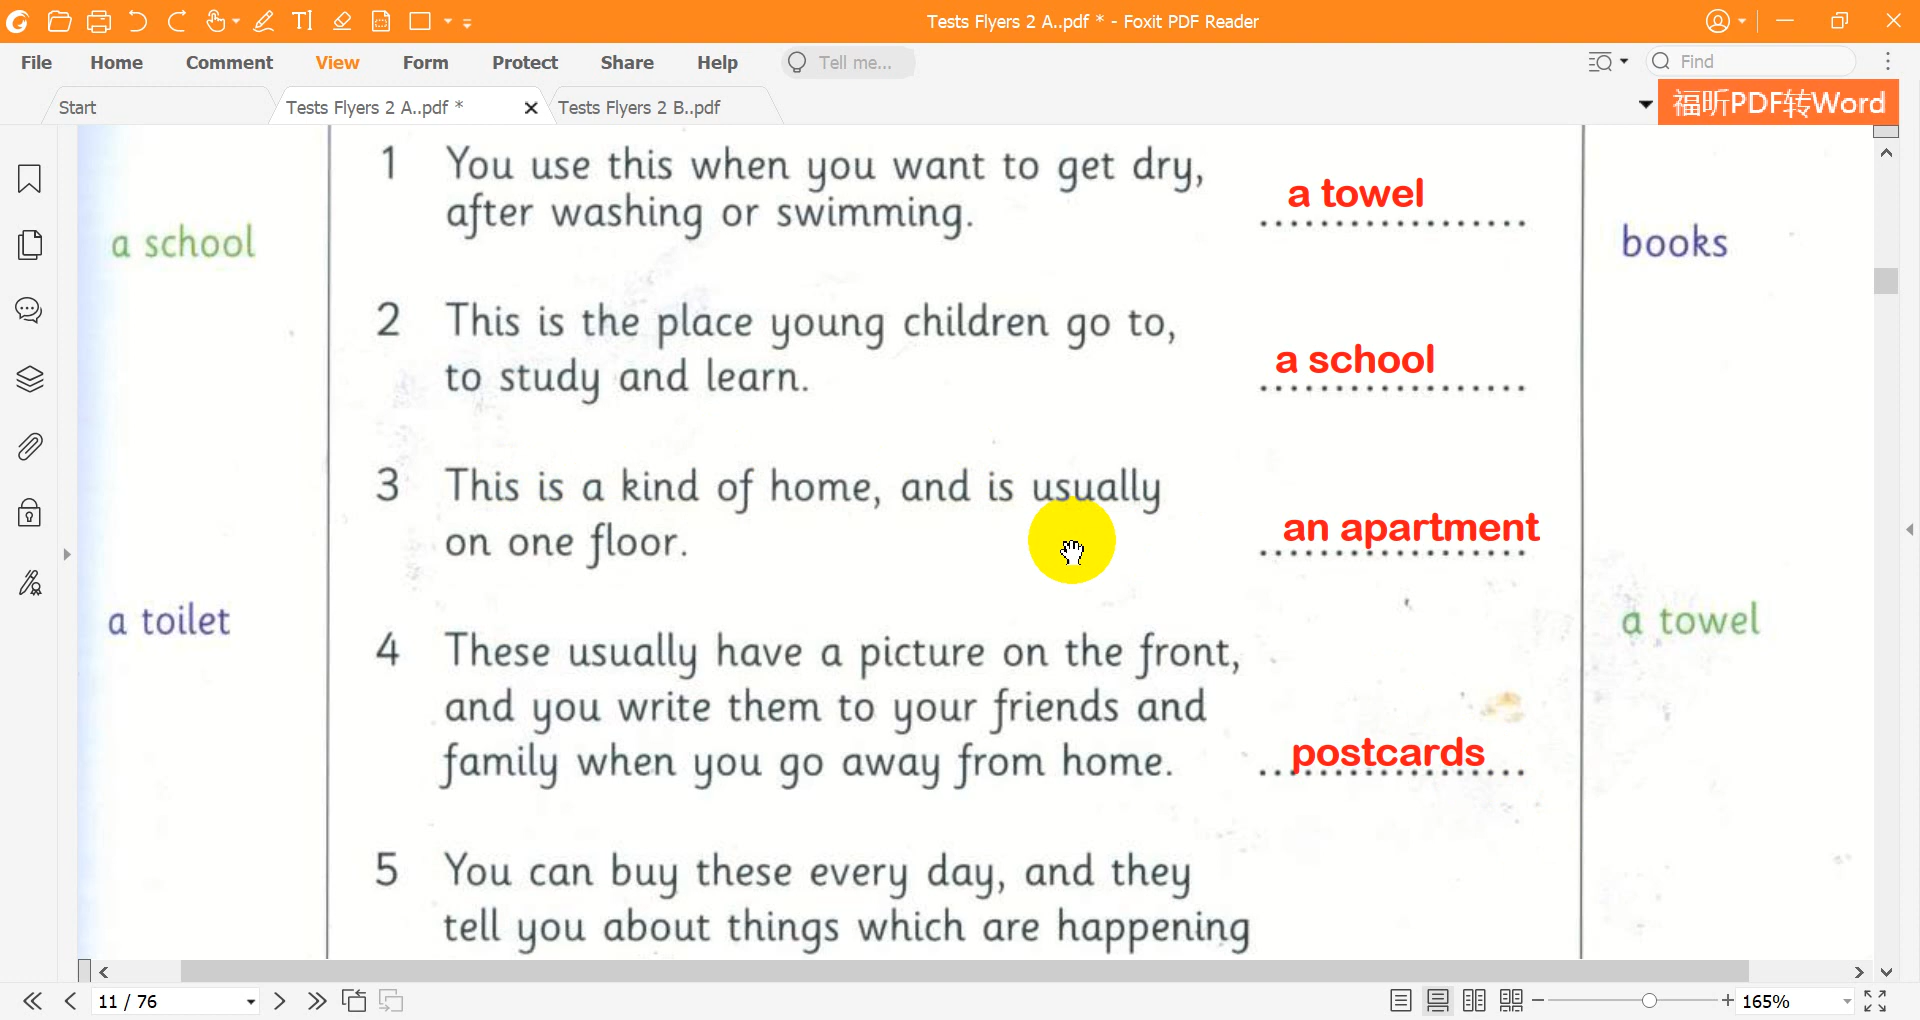 Tests Flyers 2 A..pdf * - Foxit PDF Reader
File Home Comment View Form Protect Share Help Tell me... Find
Start Tests Flyers 2 A..pdf * Tests Flyers 2 B..pdf 福昕PDF转Word
1 You use this when you want to get dry,
after washing or swimming. a towel
a school
books
2 This is the place young children go to,
to study and learn. a school
3 This is a kind of home, and is usually
on one floor. an apartment
a toilet
a towel
4 These usually have a picture on the front,
and you write them to your friends and
family when you go away from home. postcards
5 You can buy these every day, and they
tell you about things which are happening
11 / 76 165%